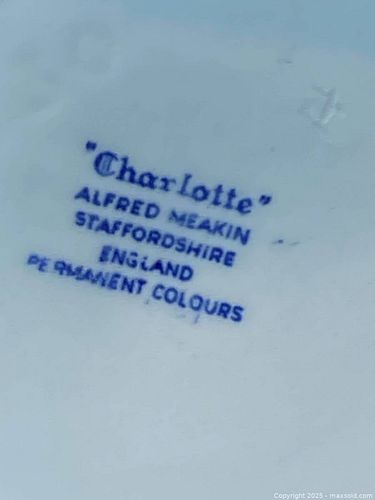 "Charlotte"
ALFRED MEAKIN
STAFFORDSHIRE
ENGLAND
PERMANENT COLOURS
Copyright 2025 - maxsold.com